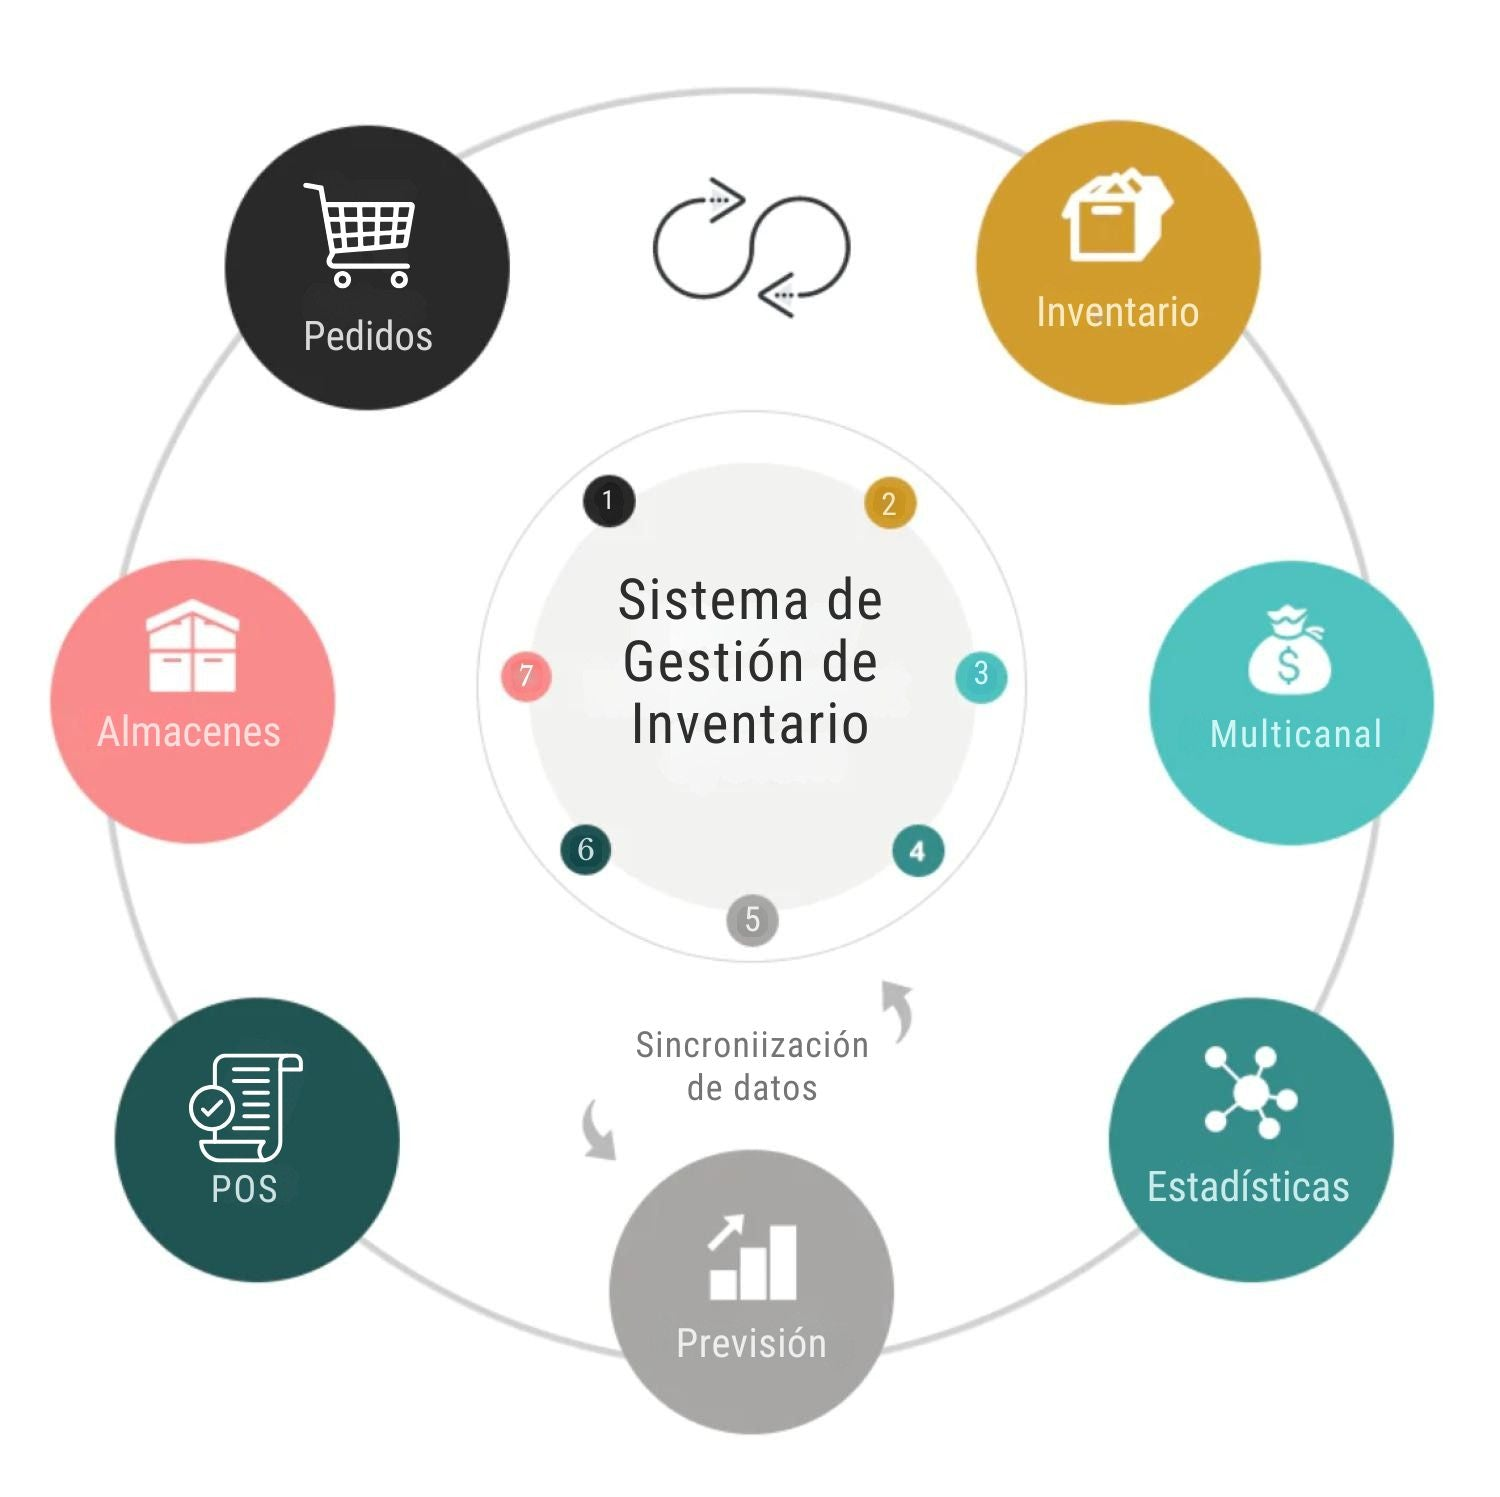 Pedidos
Inventario
1
2
Sistema de
Gestión de
Inventario
7
3
Almacenes
Multicanal
$
6
4
5
Sincroniización
de datos
POS
Estadísticas
Previsión